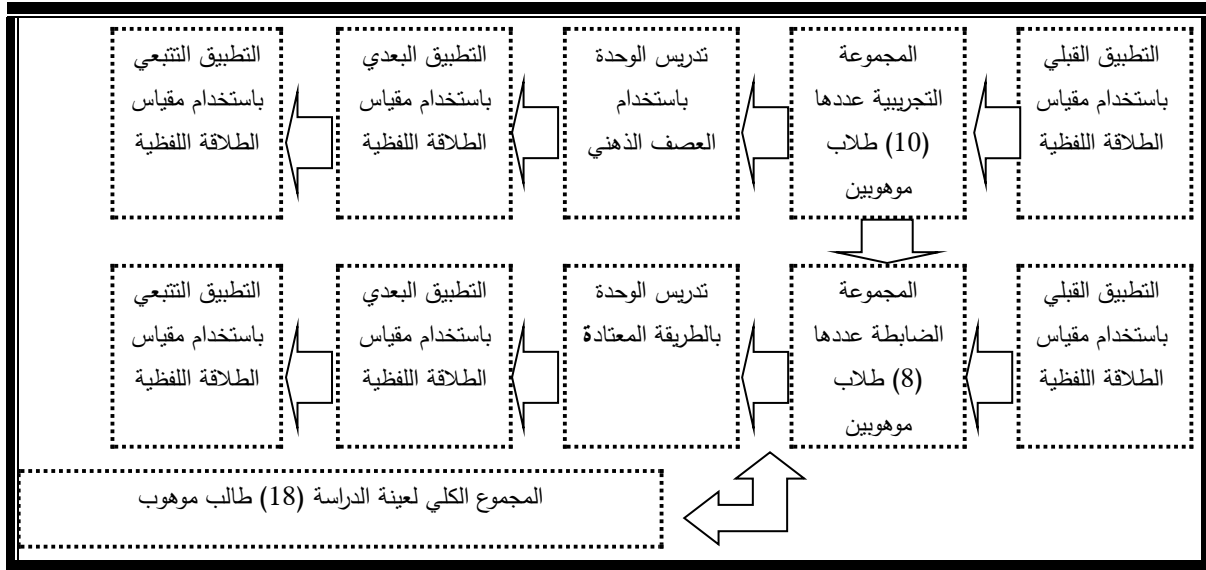 التطبيق القبلي
باستخدام مقياس
الطلاقة اللفظية
المجموعة
التجريبية عددها
(10) طلاب
موهوبين
تدريس الوحدة
باستخدام
العصف الذهني
التطبيق البعدي
باستخدام مقياس
الطلاقة اللفظية
التطبيق التتبعي
باستخدام مقياس
الطلاقة اللفظية
التطبيق القبلي
باستخدام مقياس
الطلاقة اللفظية
المجموعة
الضابطة عددها
(8) طلاب
موهوبين
تدريس الوحدة
بالطريقة المعتادة
التطبيق البعدي
باستخدام مقياس
الطلاقة اللفظية
التطبيق التتبعي
باستخدام مقياس
الطلاقة اللفظية
المجموع الكلي لعينة الدراسة (18) طالب موهوب